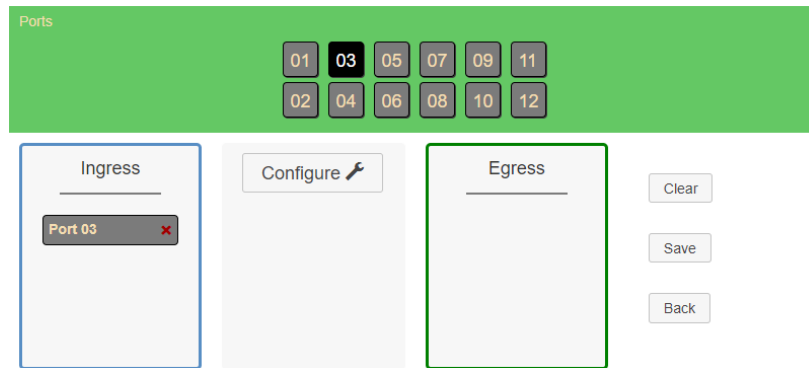 Ports
01 03 05 07 09 11
02 04 06 08 10 12
Ingress
Configure
Egress
Port 03
Clear
Save
Back